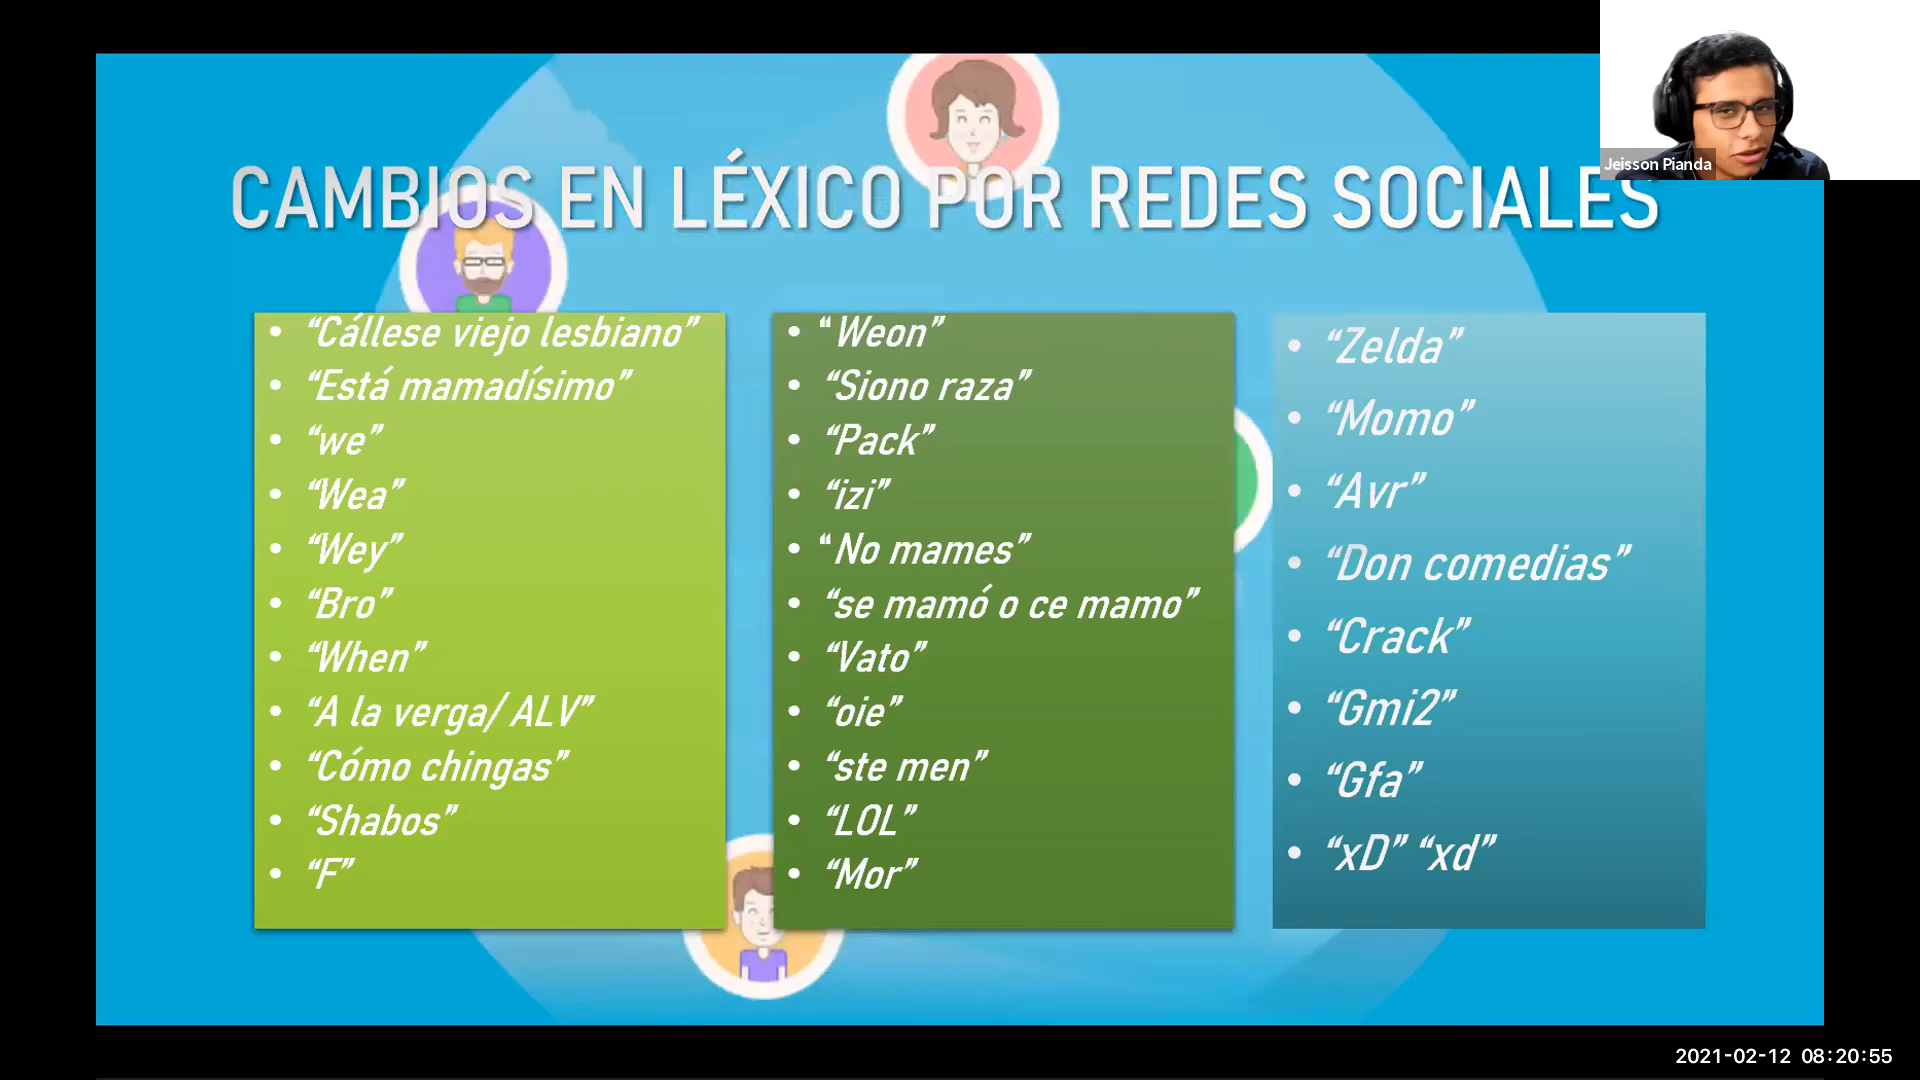 Jeisson Pianda
CAMBIOS EN LÉXICO POR REDES SOCIALES
• “Cállese viejo lesbiano”
• “Está mamadísimo”
• “we”
• “Wea”
• “Wey”
• “Bro”
• “When”
• “A la verga/ ALV”
• “Cómo chingas”
• “Shabos”
• “F”
• “ Weon”
• “Siono raza”
• “Pack”
• “izi”
• “ No mames”
• “se mamó o ce mamo”
• “Vato”
• “oie”
• “ste men”
• “LOL”
• “Mor”
• “Zelda”
• “Momo”
• “Avr”
• “Don comedias”
• “Crack”
• “Gmi2”
• “Gfa”
• “xD” “xd”
2021-02-12 08:20:55